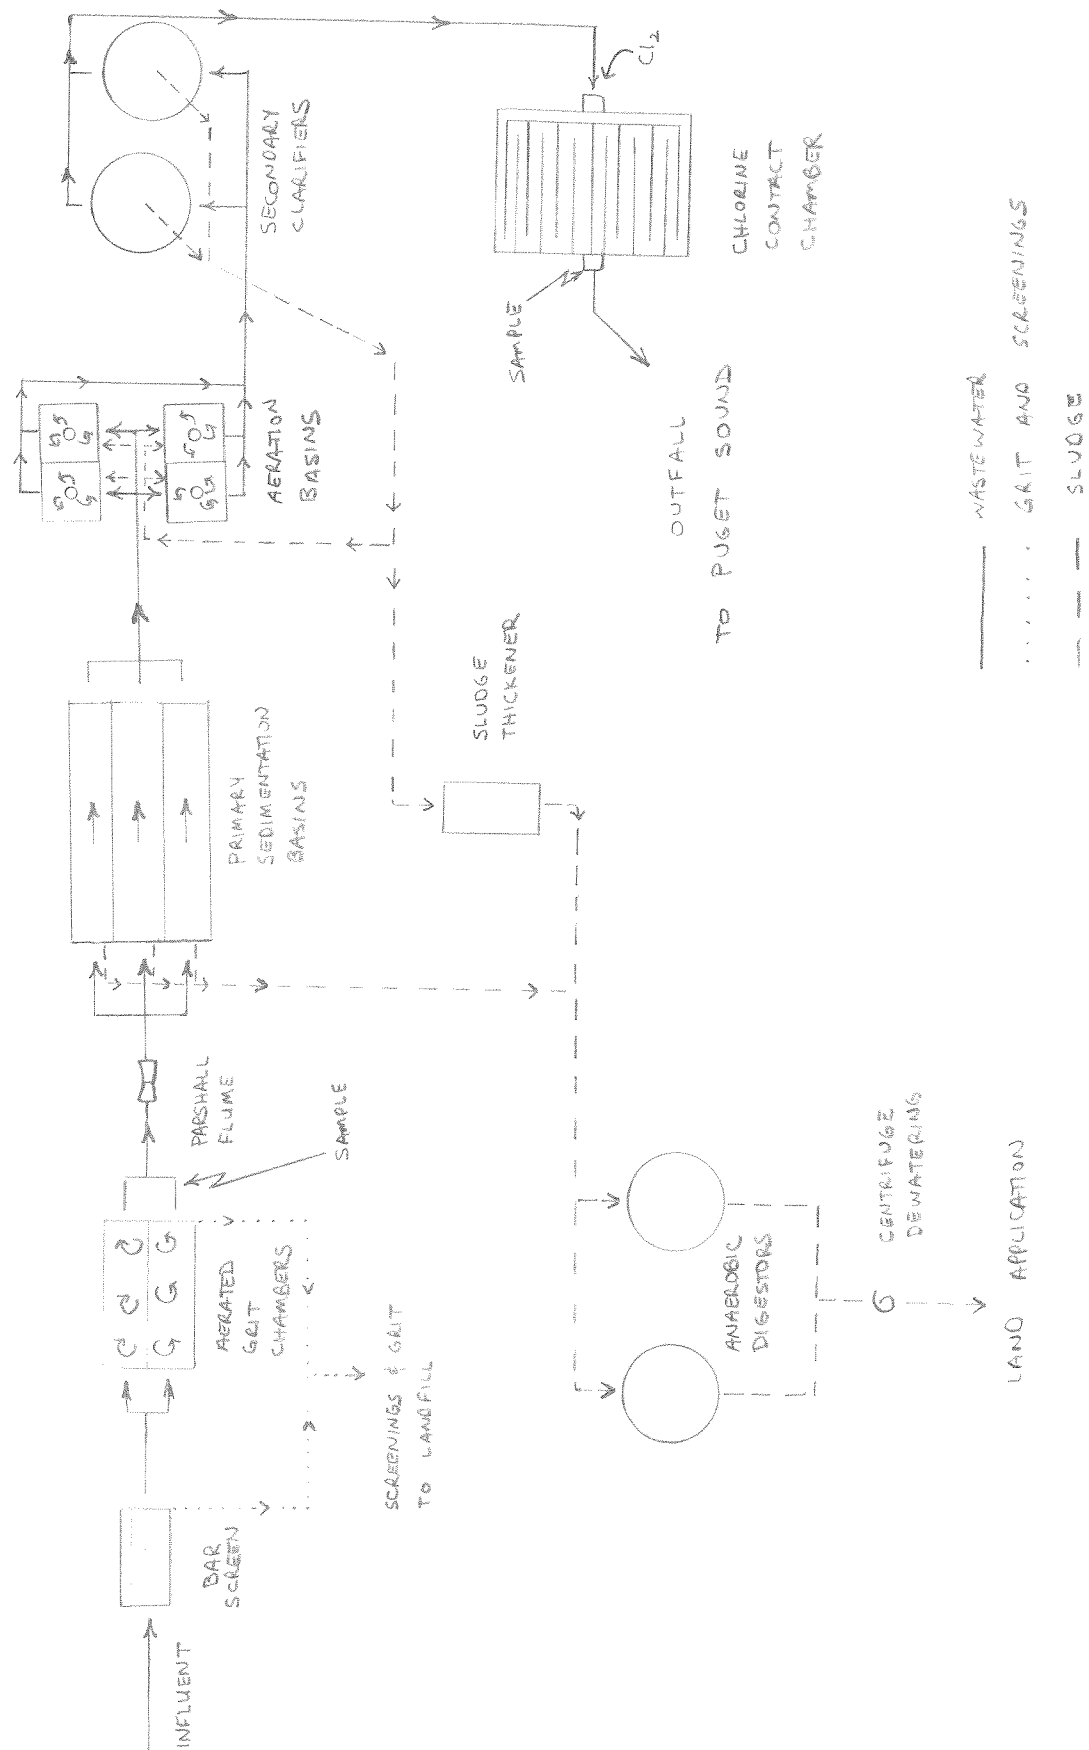 INFLUENT
BAR
SCREEN
AERATED
GRIT
CHAMBERS
SCREENINGS & GRIT
TO LANDFILL
SAMPLE
PARSHALL
FLUME
PRIMARY
SEDIMENTATION
BASINS
AERATION
BASINS
SECONDARY
CLARIFIERS
Cl2
CHLORINE
CONTACT
CHAMBER
SAMPLE
OUTFALL
TO PUGET SOUND
SLUDGE
THICKENER
ANAEROBIC
DIGESTORS
CENTRIFUGE
DEWATERING
LAND APPLICATION
WASTEWATER
GRIT AND SCREENINGS
SLUDGE